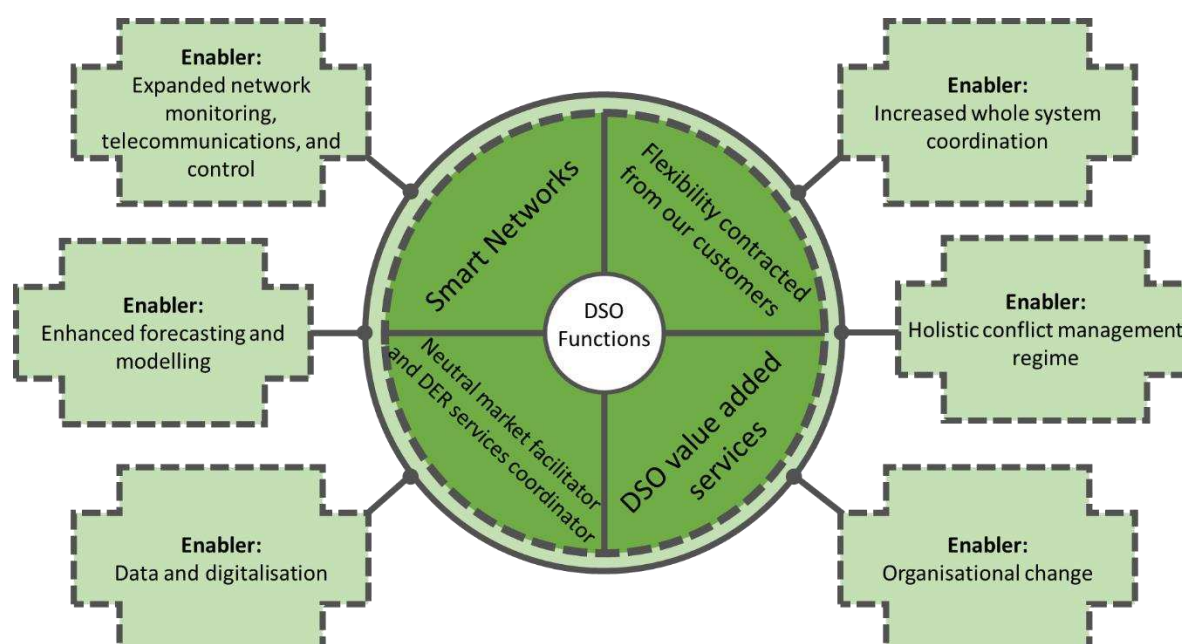 Enabler:
Expanded network
monitoring,
telecommunications, and
control
Enabler:
Increased whole system
coordination
Smart Networks
Flexibility contracted
from our customers
DSO
Functions
Enabler:
Enhanced forecasting and
modelling
Enabler:
Holistic conflict management
regime
Neutral market facilitator
and DER services coordinator
DSO value added
services
Enabler:
Data and digitalisation
Enabler:
Organisational change